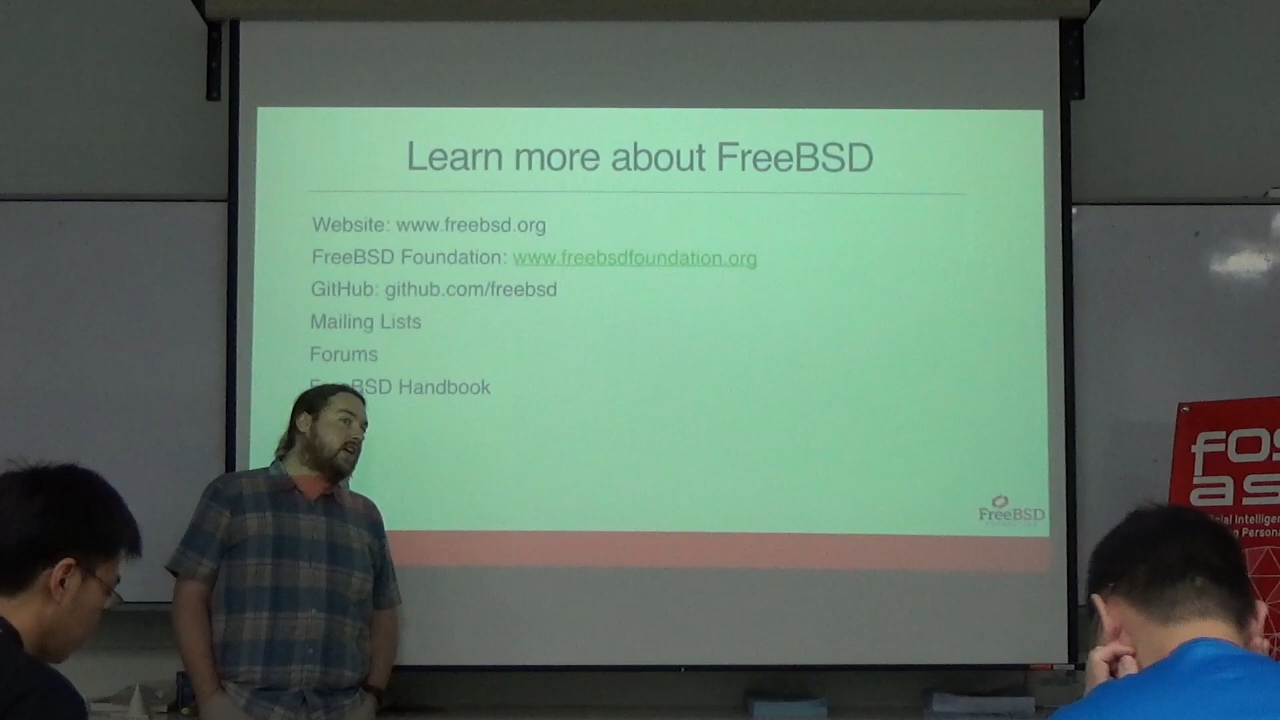 Learn more about FreeBSD
Website: www.freebsd.org
FreeBSD Foundation: www.freebsdfoundation.org
GitHub: github.com/freebsd
Mailing Lists
Forums
FreeBSD Handbook
FreeBSD